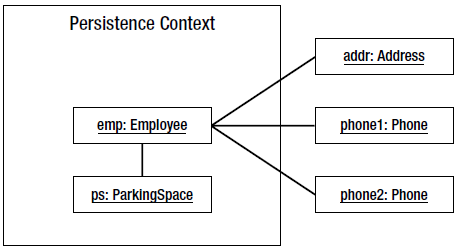 Persistence Context
addr: Address
emp: Employee
phone1: Phone
ps: ParkingSpace
phone2: Phone